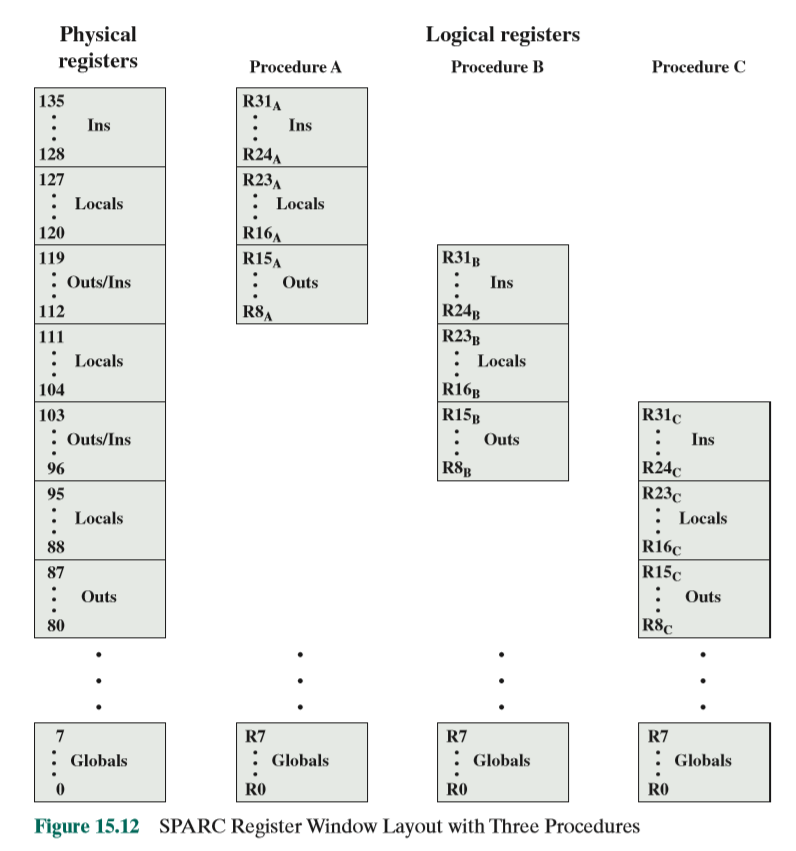 Physical registers
Logical registers
Procedure A
Procedure B
Procedure C
135
Ins
128
127
Locals
120
119
Outs/Ins
112
111
Locals
104
103
Outs/Ins
96
95
Locals
88
87
Outs
80
7
Globals
0
R31A
Ins
R24A
R23A
Locals
R16A
R15A
Outs
R8A
R7
Globals
R0
R31B
Ins
R24B
R23B
Locals
R16B
R15B
Outs
R8B
R7
Globals
R0
R31C
Ins
R24C
R23C
Locals
R16C
R15C
Outs
R8C
R7
Globals
R0
Figure 15.12 SPARC Register Window Layout with Three Procedures